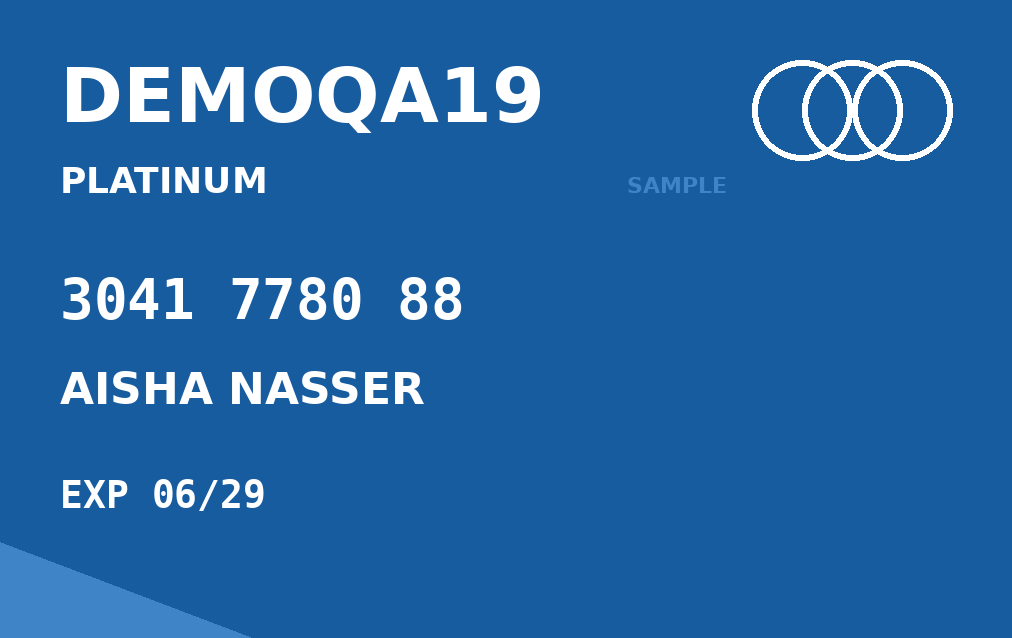 DEMOQA19
PLATINUM
SAMPLE
3041 7780 88
AISHA NASSER
EXP 06/29